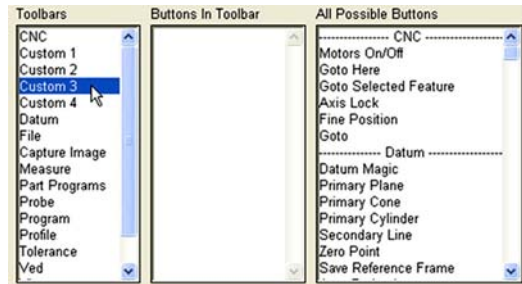 Toolbars
CNC
Custom 1
Custom 2
Custom 3
Custom 4
Datum
File
Capture Image
Measure
Part Programs
Probe
Program
Profile
Tolerance
Ved
Buttons In Toolbar
All Possible Buttons
---------------- CNC ----------------
Motors On/Off
Goto Here
Goto Selected Feature
Axis Lock
Fine Position
Goto
--------------- Datum ---------------
Datum Magic
Primary Plane
Primary Cone
Primary Cylinder
Secondary Line
Zero Point
Save Reference Frame